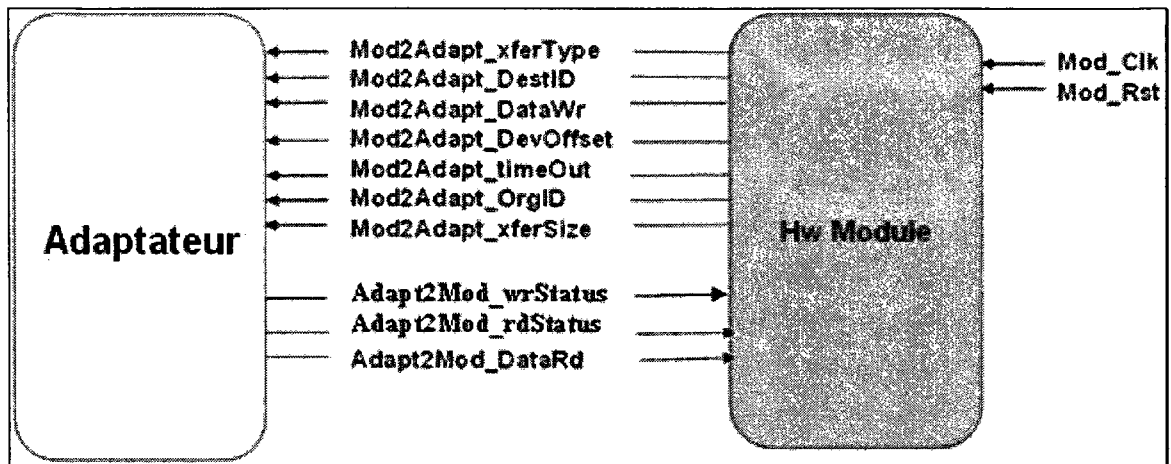 Mod2Adapt_xferType
Mod2Adapt_DestID
Mod2Adapt_DataWr
Mod2Adapt_DevOffset
Mod2Adapt_timeOut
Mod2Adapt_OrgID
Mod2Adapt_xferSize
Adapt2Mod_wrStatus
Adapt2Mod_rdStatus
Adapt2Mod_DataRd
Adaptateur
Hw Module
Mod_Clk
Mod_Rst